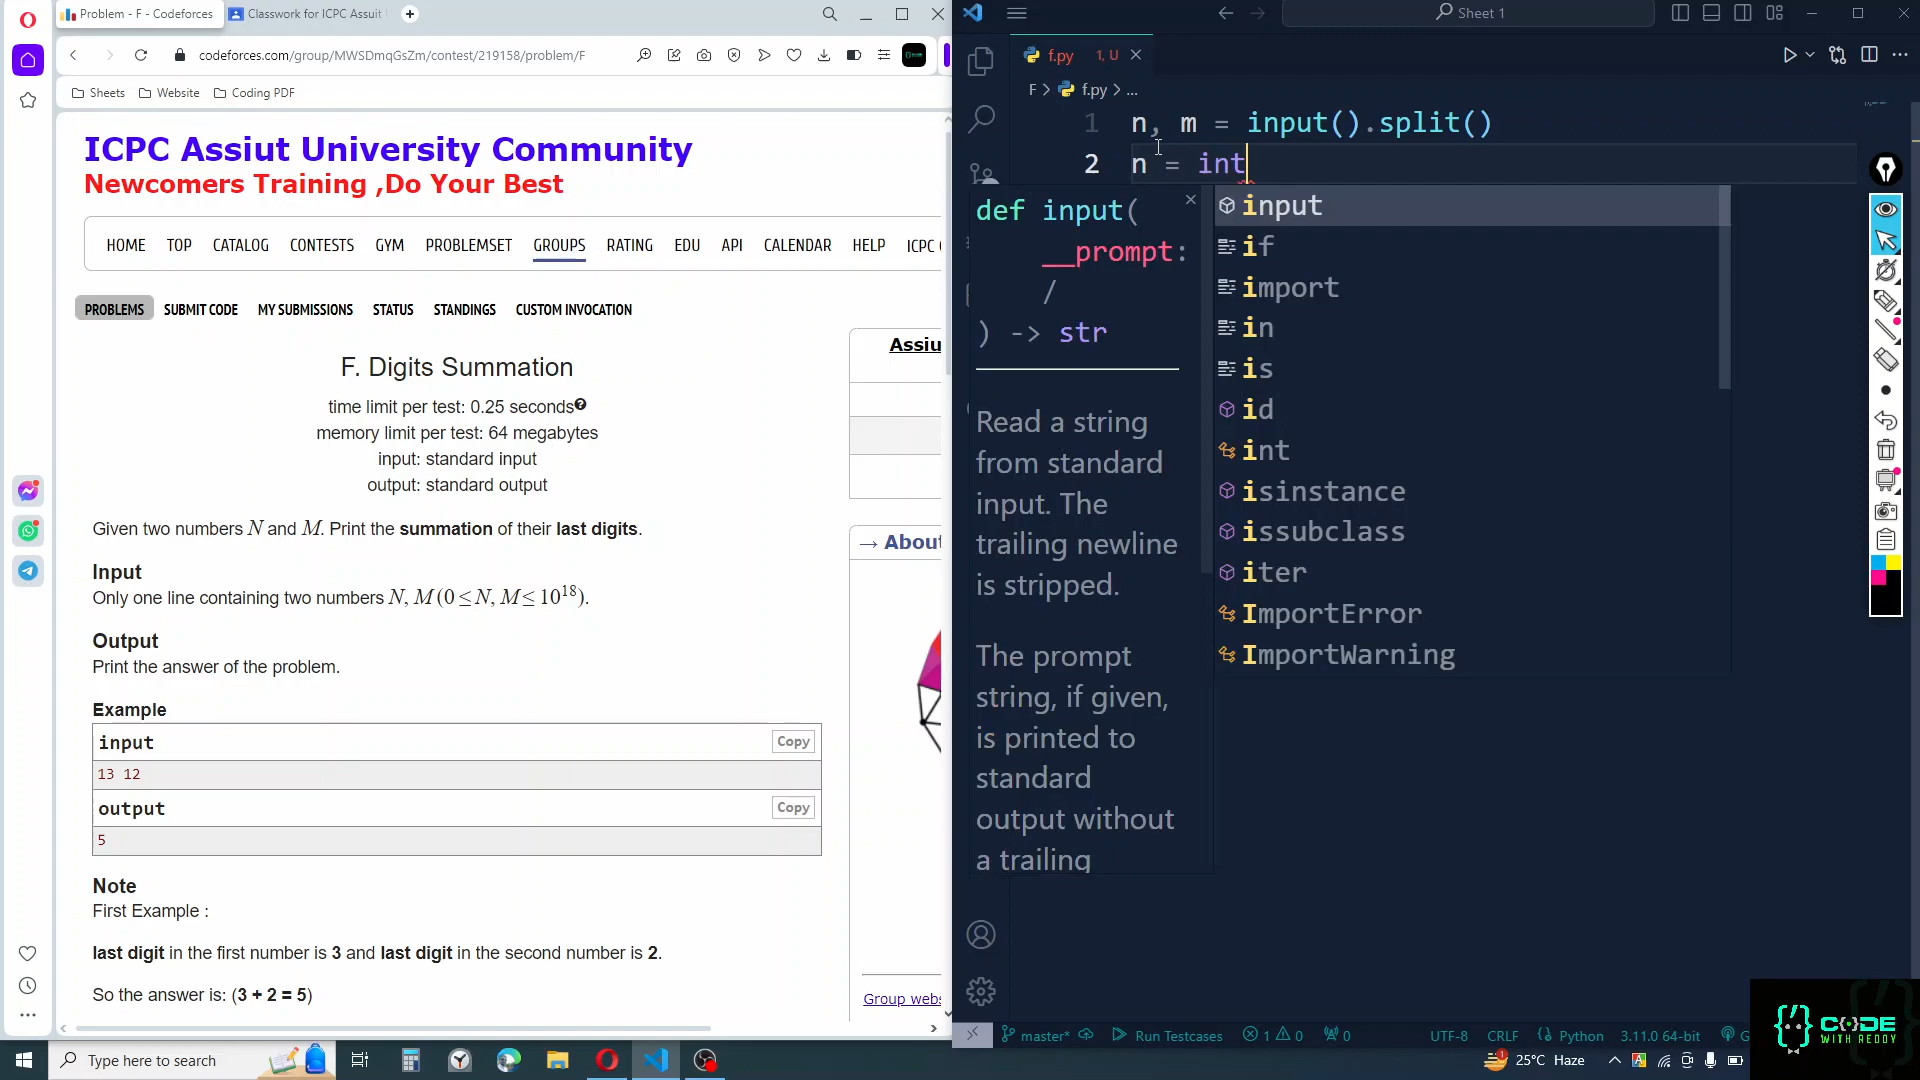 Problem - F - Codeforces
Classwork for ICPC Assuit
codeforces.com/group/MWSDmqGsZm/contest/219158/problem/F
Sheets
Website
Coding PDF
ICPC Assiut University Community
Newcomers Training ,Do Your Best
HOME TOP CATALOG CONTESTS GYM PROBLEMSET GROUPS RATING EDU API CALENDAR HELP ICPC
PROBLEMS SUBMIT CODE MY SUBMISSIONS STATUS STANDINGS CUSTOM INVOCATION
Assiu
F. Digits Summation
time limit per test: 0.25 seconds
memory limit per test: 64 megabytes
input: standard input
output: standard output
Given two numbers N and M. Print the summation of their last digits.
→ About
Input
Only one line containing two numbers N, M (0 ≤ N, M ≤ 10^18).
Output
Print the answer of the problem.
Example
input
Copy
13 12
output
Copy
5
Note
First Example :
last digit in the first number is 3 and last digit in the second number is 2.
So the answer is: (3 + 2 = 5)
Group webs
Sheet 1
f.py 1, U
F > f.py > ...
1 n, m = input().split()
2 n = int
def input(
__prompt:
/
) -> str
Read a string
from standard
input. The
trailing newline
is stripped.
The prompt
string, if given,
is printed to
standard
output without
a trailing
input
if
import
in
is
id
int
isinstance
issubclass
iter
ImportError
ImportWarning
master*
Run Testcases
1 0
0
UTF-8
CRLF
Python
3.11.0 64-bit
G
CODE
WITH REDDY
Type here to search
1
25°C Haze
A